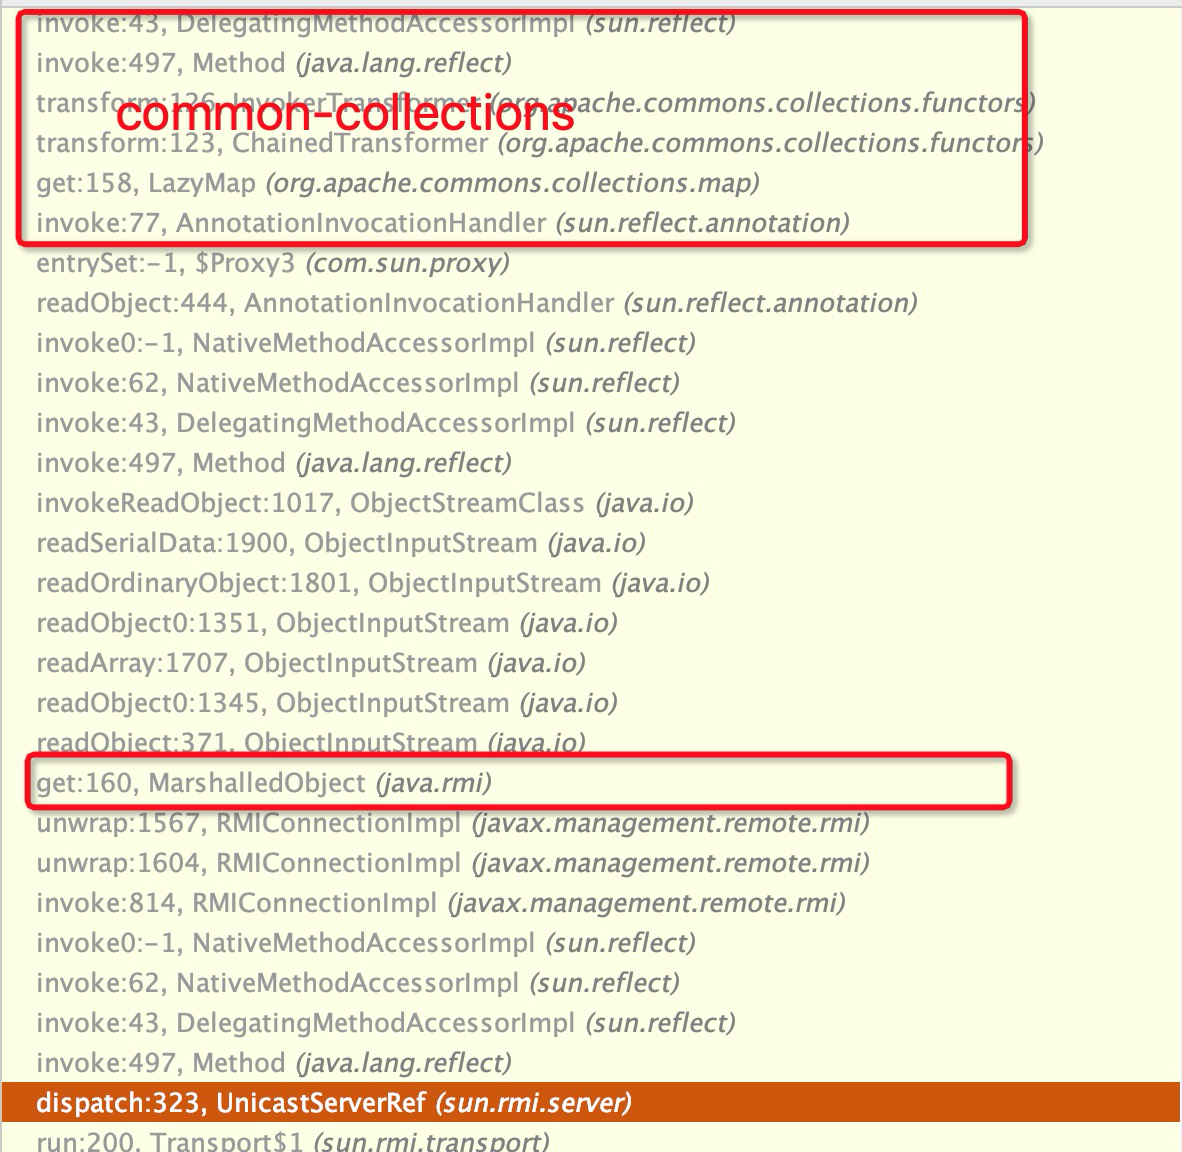 invoke:43, DelegatingMethodAccessorImpl (sun.reflect)
invoke:497, Method (java.lang.reflect)
transform:126, InvokerTransformer (org.apache.commons.collections.functors)
common-collections
transform:123, ChainedTransformer (org.apache.commons.collections.functors)
get:158, LazyMap (org.apache.commons.collections.map)
invoke:77, AnnotationInvocationHandler (sun.reflect.annotation)
entrySet:-1, $Proxy3 (com.sun.proxy)
readObject:444, AnnotationInvocationHandler (sun.reflect.annotation)
invoke0:-1, NativeMethodAccessorImpl (sun.reflect)
invoke:62, NativeMethodAccessorImpl (sun.reflect)
invoke:43, DelegatingMethodAccessorImpl (sun.reflect)
invoke:497, Method (java.lang.reflect)
invokeReadObject:1017, ObjectStreamClass (java.io)
readSerialData:1900, ObjectInputStream (java.io)
readOrdinaryObject:1801, ObjectInputStream (java.io)
readObject0:1351, ObjectInputStream (java.io)
readArray:1707, ObjectInputStream (java.io)
readObject0:1345, ObjectInputStream (java.io)
readObject:371, ObjectInputStream (java.io)
get:160, MarshalledObject (java.rmi)
unwrap:1567, RMIConnectionImpl (javax.management.remote.rmi)
unwrap:1604, RMIConnectionImpl (javax.management.remote.rmi)
invoke:814, RMIConnectionImpl (javax.management.remote.rmi)
invoke0:-1, NativeMethodAccessorImpl (sun.reflect)
invoke:62, NativeMethodAccessorImpl (sun.reflect)
invoke:43, DelegatingMethodAccessorImpl (sun.reflect)
invoke:497, Method (java.lang.reflect)
dispatch:323, UnicastServerRef (sun.rmi.server)
run:200, Transport$1 (sun.rmi.transport)